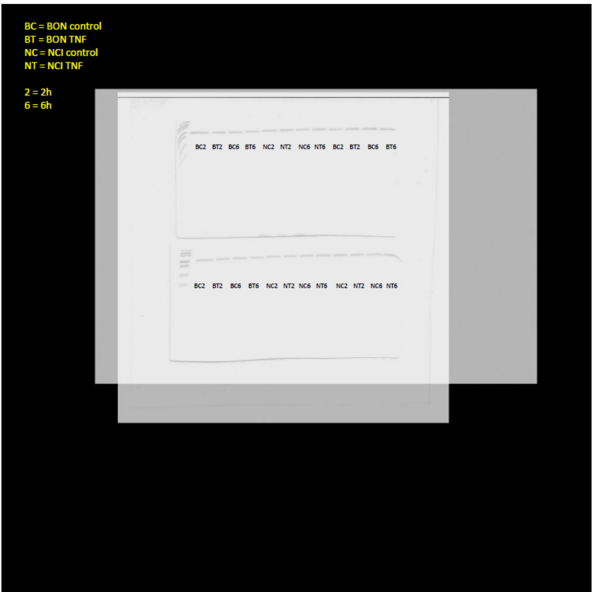 BC = BON control
BT = BON TNF
NC = NCI control
NT = NCI TNF
2 = 2h
6 = 6h
BC2 BT2 BC6 BT6 NC2 NT2 NC6 NT6 BC2 BT2 BC6 BT6
BC2 BT2 BC6 BT6 NC2 NT2 NC6 NT6 NC2 NT2 NC6 NT6